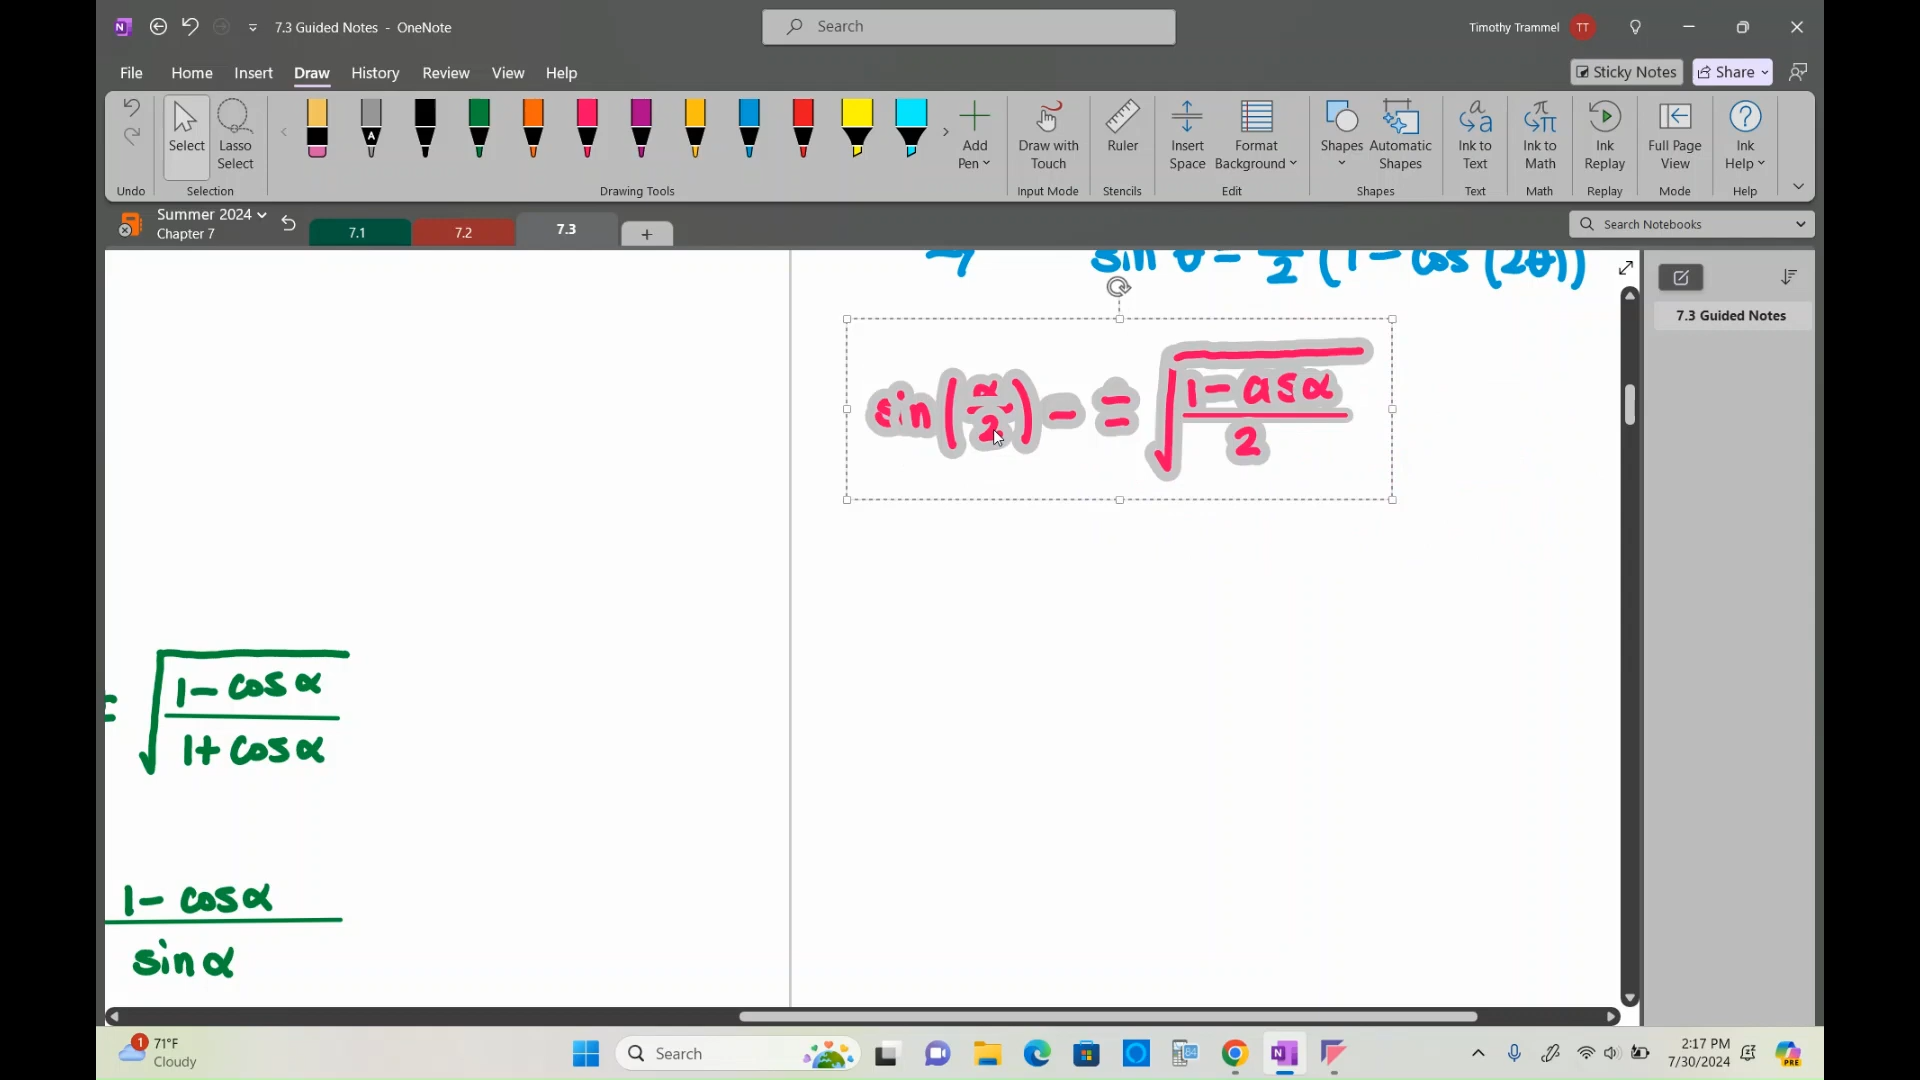 7.3 Guided Notes - OneNote
Search
Timothy Trammel
TT
File Home Insert Draw History Review View Help
Sticky Notes
Share
Select
Lasso Select
A
Add Pen
Draw with Touch
Ruler
Insert Space
Format Background
Shapes
Automatic Shapes
Ink to Text
Ink to Math
Ink Replay
Full Page View
Ink Help
Undo
Selection
Drawing Tools
Input Mode
Stencils
Edit
Shapes
Text
Math
Replay
Mode
Help
Summer 2024
Chapter 7
7.1
7.2
7.3
+
Search Notebooks
7.3 Guided Notes
sin θ = 1/2 (1 - cos (2θ))
sin(α/2) - = √((1 - cos α)/2)
= √((1 - cos α)/(1 + cos α))
1 - cos α
sin α
1
71°F
Cloudy
Search
84
PRE
2:17 PM
7/30/2024